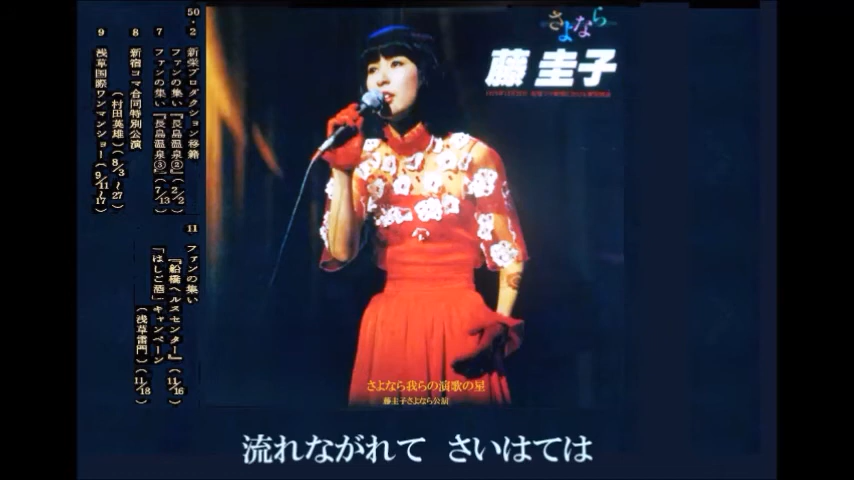 50・2 新栄プロダクション移籍
ファンの集い『長島温泉②』(2/2)
7 ファンの集い『長島温泉③』(7/13)
8 新宿コマ合同特別公演
(村田英雄)(8/3~27)
9 浅草国際ワンマンショー(9/11~17)
11 ファンの集い
『船橋ヘルスセンター』(11/16)
「はしご酒」キャンペーン
(浅草雷門)(11/18)
さよなら
藤 圭子
さよなら我らの演歌の星
藤圭子さよなら公演
流れながれて さいはては